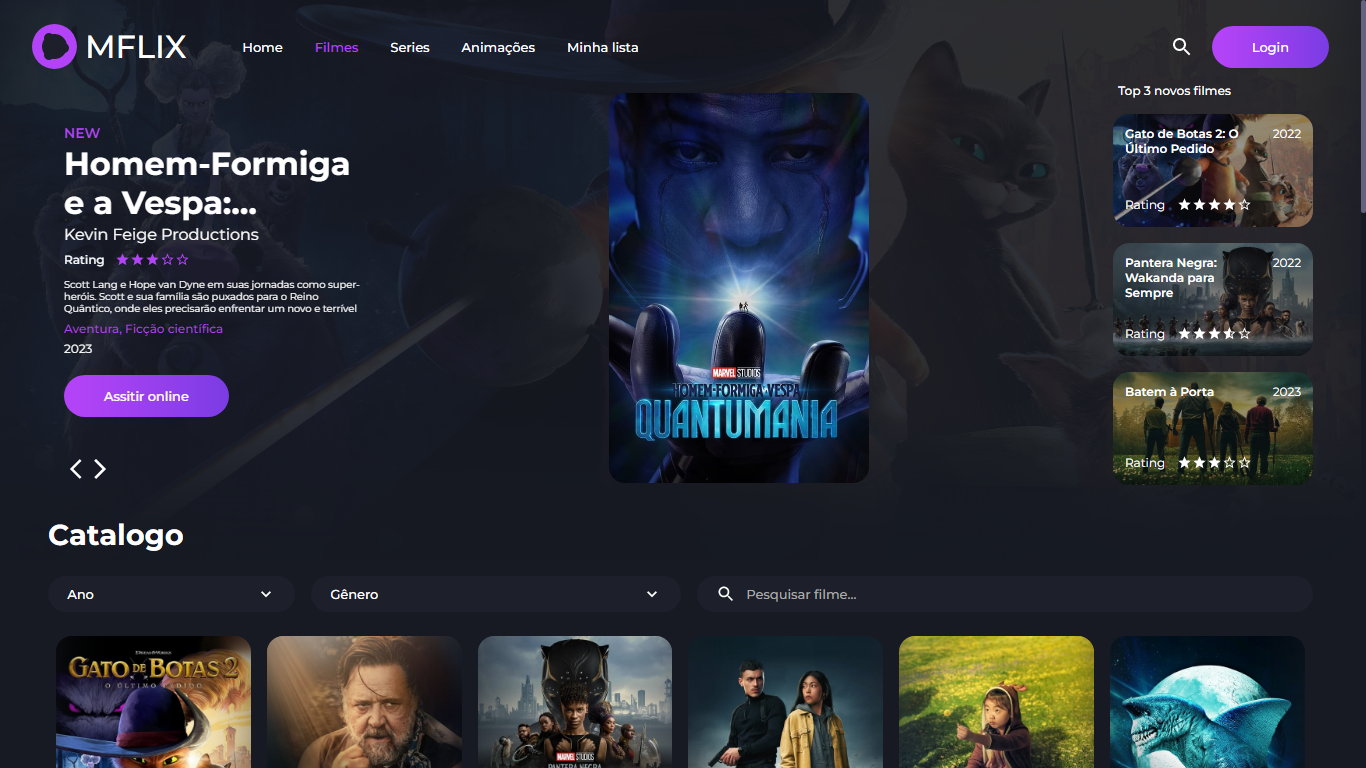 MFLIX
Home
Filmes
Series
Animações
Minha lista
Login
NEW
Homem-Formiga
e a Vespa:...
Kevin Feige Productions
Rating
Scott Lang e Hope van Dyne em suas jornadas como super-
heróis. Scott e sua família são puxados para o Reino
Quântico, onde eles precisarão enfrentar um novo e terrível
Aventura, Ficção científica
2023
Assitir online
MARVEL STUDIOS
HOMEM-FORMIGA E A VESPA
QUANTUMANIA
Top 3 novos filmes
Gato de Botas 2: O
Último Pedido
2022
Rating
Pantera Negra:
Wakanda para
Sempre
2022
Rating
Batem à Porta
2023
Rating
Catalogo
Ano
Gênero
Pesquisar filme...
GATO DE BOTAS 2
O ÚLTIMO PEDIDO
MARVEL STUDIOS
PANTERA NEGRA